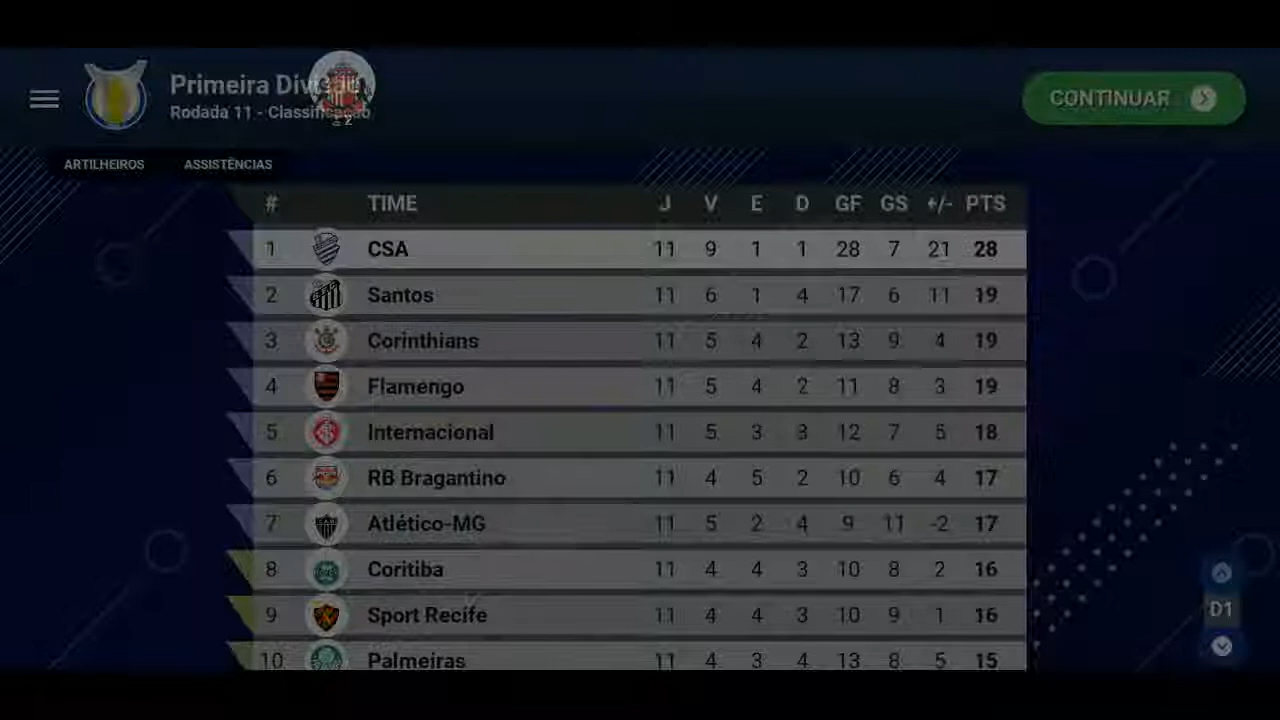 Primeira Divisão
Rodada 11 - Classificação
CONTINUAR
ARTILHEIROS ASSISTÊNCIAS
# TIME J V E D GF GS +/- PTS
1 CSA 11 9 1 1 28 7 21 28
2 Santos 11 6 1 4 17 6 11 19
3 Corinthians 11 5 4 2 13 9 4 19
4 Flamengo 11 5 4 2 11 8 3 19
5 Internacional 11 5 3 3 12 7 5 18
6 RB Bragantino 11 4 5 2 10 6 4 17
7 Atlético-MG 11 5 2 4 9 11 -2 17
8 Coritiba 11 4 4 3 10 8 2 16
9 Sport Recife 11 4 4 3 10 9 1 16
10 Palmeiras 11 4 3 4 13 8 5 15
D1